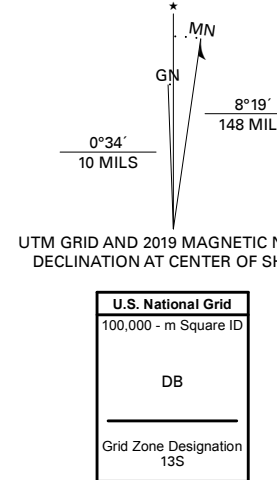 ★
MN
GN
8°19´
148 MIL
0°34´
10 MILS
UTM GRID AND 2019 MAGNETIC N
DECLINATION AT CENTER OF SH
U.S. National Grid
100,000 - m Square ID
DB
Grid Zone Designation
13S